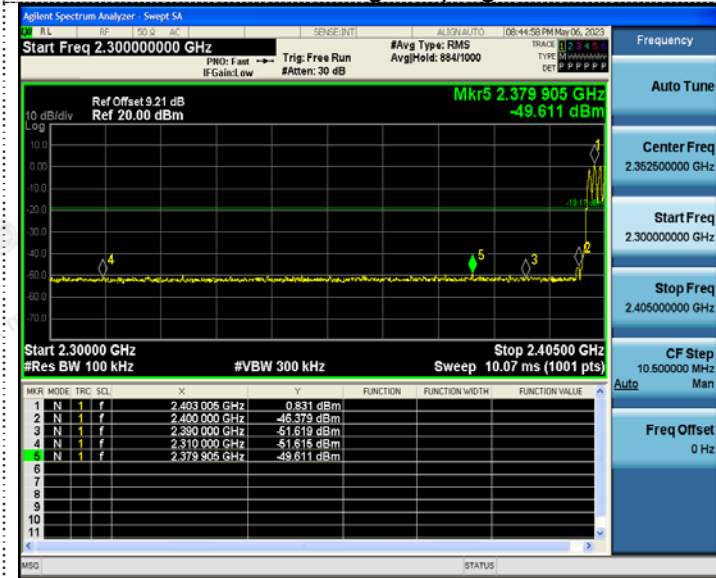 Agilent Spectrum Analyzer - Swept SA
RL RF 50 Ω AC SENSE:INT ALIGNAUTO 08:44:58 PM May 06, 2023
Start Freq 2.300000000 GHz
PNO: Fast
IFGain:Low
Trig: Free Run
#Atten: 30 dB
#Avg Type: RMS
Avg|Hold: 884/1000
TRACE 1 2 3 4 5 6
TYPE M
DET P P P P P P
Ref Offset 9.21 dB
10 dB/div Ref 20.00 dBm
Log
Mkr5 2.379 905 GHz
-49.611 dBm
10.0
0.00
-10.0
-20.0
-30.0
-40.0
-50.0
-60.0
-70.0
1
-19.17 dBm
4
5
3
2
Start 2.30000 GHz Stop 2.40500 GHz
#Res BW 100 kHz #VBW 300 kHz Sweep 10.07 ms (1001 pts)
MKR MODE TRC SCL X Y FUNCTION FUNCTION WIDTH FUNCTION VALUE
1 N 1 f 2.403 005 GHz 0.831 dBm
2 N 1 f 2.400 000 GHz -46.379 dBm
3 N 1 f 2.390 000 GHz -51.619 dBm
4 N 1 f 2.310 000 GHz -51.615 dBm
5 N 1 f 2.379 905 GHz -49.611 dBm
6
7
8
9
10
11
MSG STATUS
Frequency
Auto Tune
Center Freq
2.352500000 GHz
Start Freq
2.300000000 GHz
Stop Freq
2.405000000 GHz
CF Step
10.500000 MHz
Auto Man
Freq Offset
0 Hz